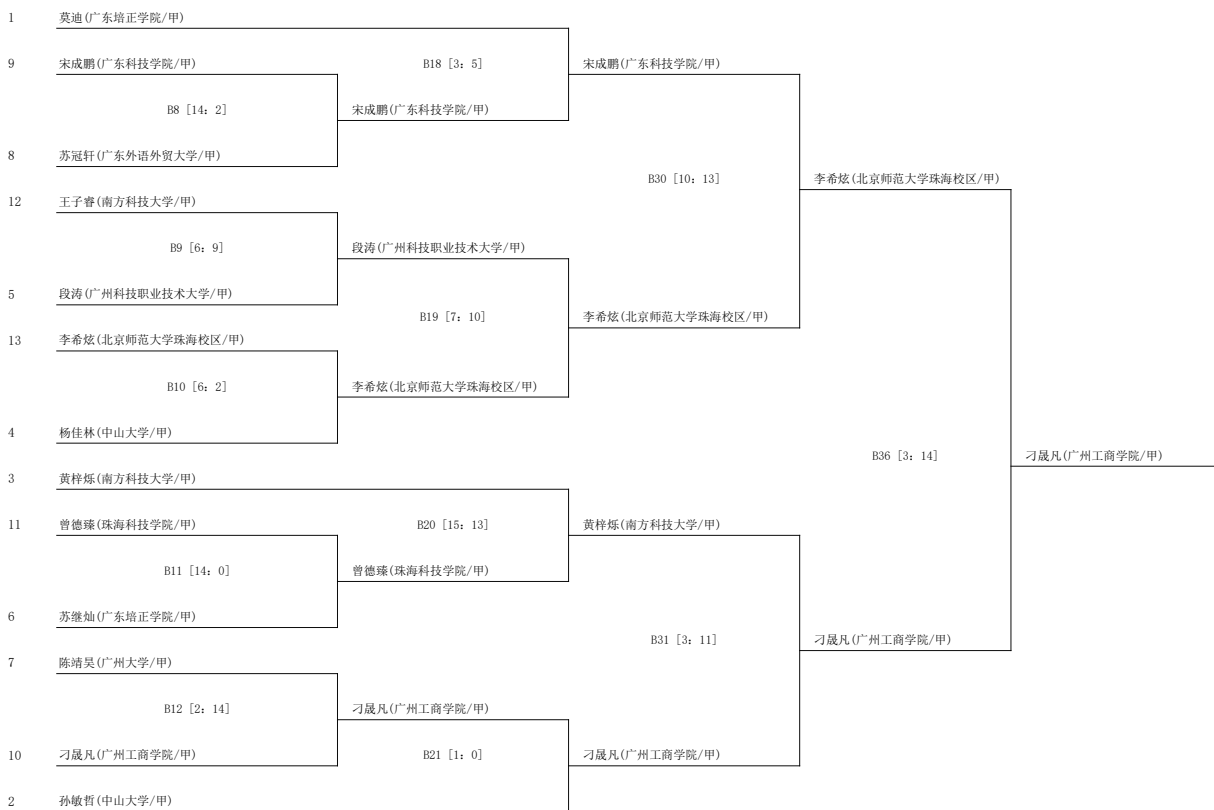 1 莫迪(广东培正学院/甲)
9 宋成鹏(广东科技学院/甲) B18 [3: 5] 宋成鹏(广东科技学院/甲)
B8 [14: 2] 宋成鹏(广东科技学院/甲)
8 苏冠轩(广东外语外贸大学/甲)
B30 [10: 13] 李希炫(北京师范大学珠海校区/甲)
12 王子睿(南方科技大学/甲)
B9 [6: 9] 段涛(广州科技职业技术大学/甲)
5 段涛(广州科技职业技术大学/甲)
B19 [7: 10] 李希炫(北京师范大学珠海校区/甲)
13 李希炫(北京师范大学珠海校区/甲)
B10 [6: 2] 李希炫(北京师范大学珠海校区/甲)
4 杨佳林(中山大学/甲)
B36 [3: 14] 刁晟凡(广州工商学院/甲)
3 黄梓烁(南方科技大学/甲)
11 曾德臻(珠海科技学院/甲) B20 [15: 13] 黄梓烁(南方科技大学/甲)
B11 [14: 0] 曾德臻(珠海科技学院/甲)
6 苏继灿(广东培正学院/甲)
B31 [3: 11] 刁晟凡(广州工商学院/甲)
7 陈靖昊(广州大学/甲)
B12 [2: 14] 刁晟凡(广州工商学院/甲)
10 刁晟凡(广州工商学院/甲) B21 [1: 0] 刁晟凡(广州工商学院/甲)
2 孙敏哲(中山大学/甲)